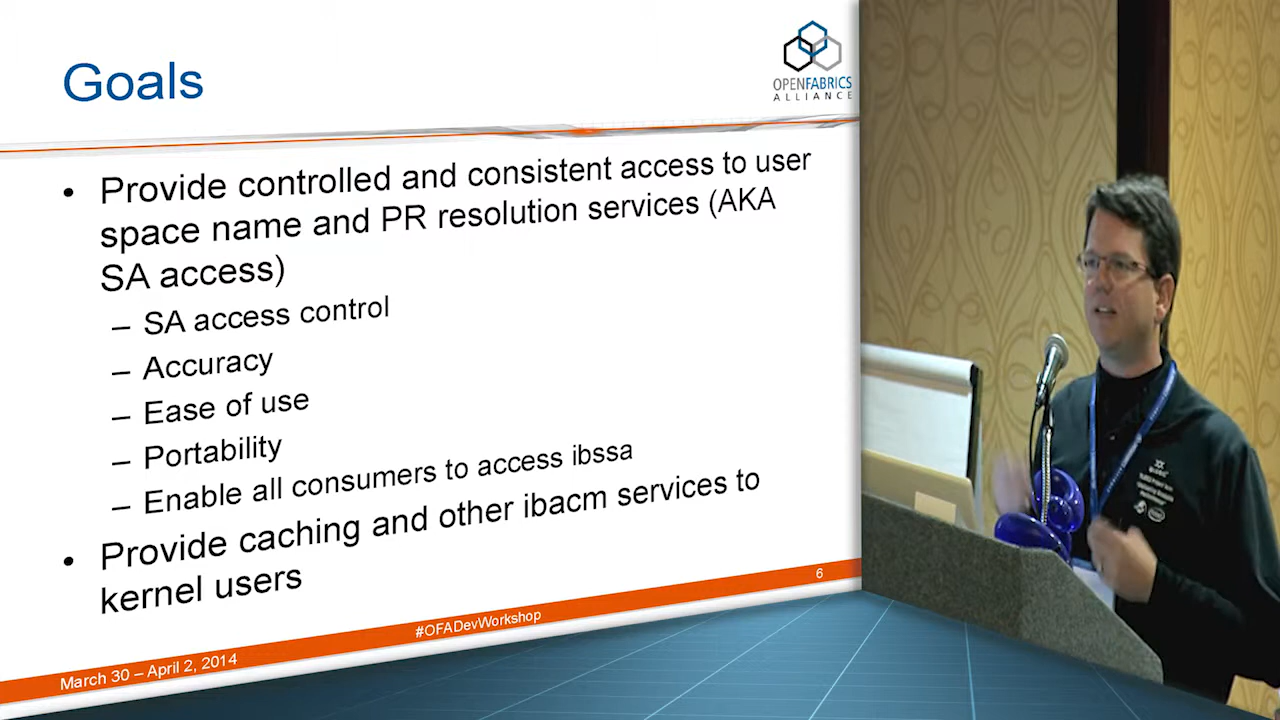 Goals
OPENFABRICS
ALLIANCE
• Provide controlled and consistent access to user
space name and PR resolution services (AKA
SA access)
– SA access control
– Accuracy
– Ease of use
– Portability
– Enable all consumers to access ibssa
• Provide caching and other ibacm services to
kernel users
6
#OFADevWorkshop
March 30 – April 2, 2014